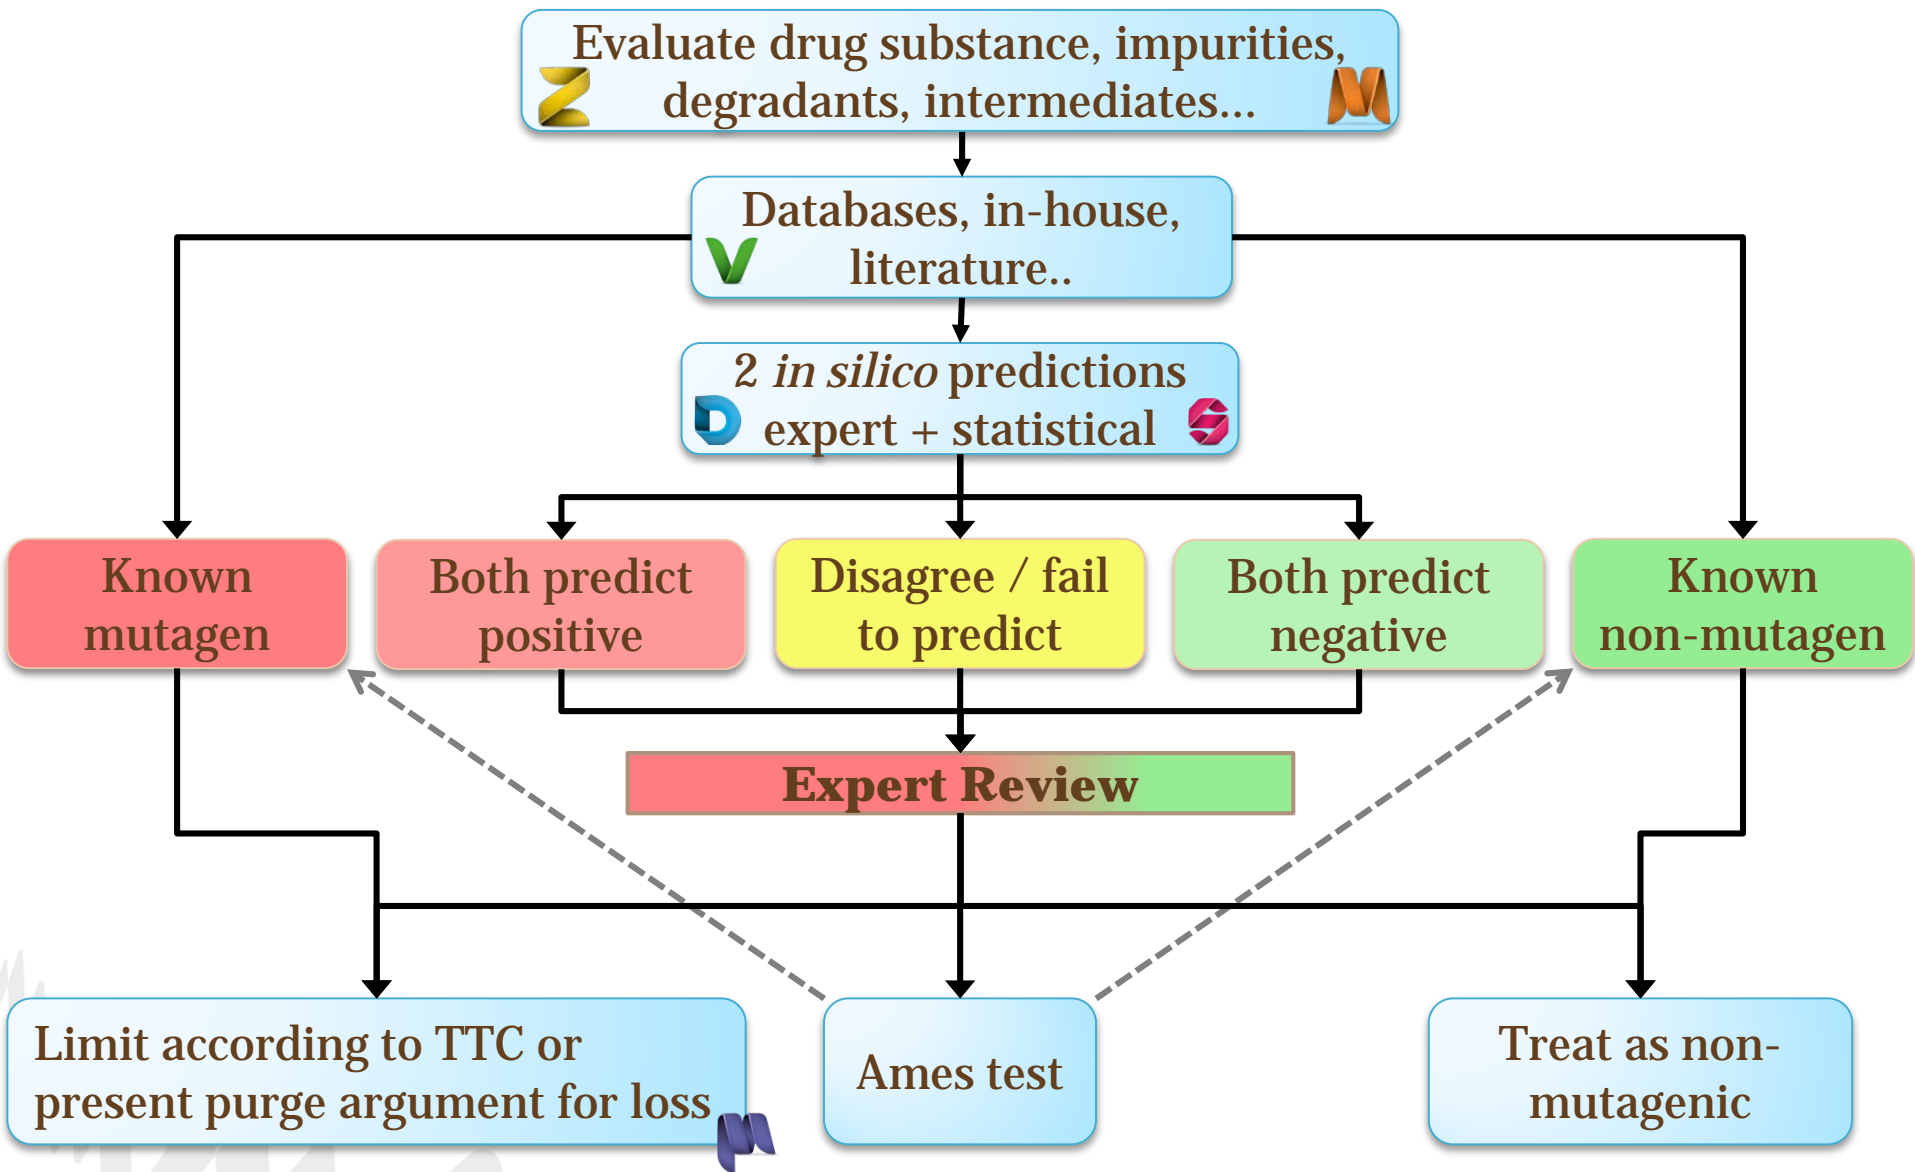 Evaluate drug substance, impurities,
degradants, intermediates...
Databases, in-house,
literature..
2 in silico predictions
expert + statistical
Known
mutagen
Both predict
positive
Disagree / fail
to predict
Both predict
negative
Known
non-mutagen
Expert Review
Limit according to TTC or
present purge argument for loss
Ames test
Treat as non-
mutagenic